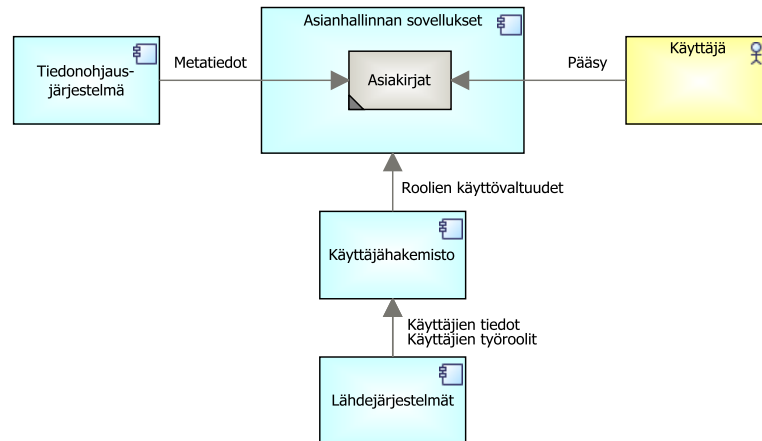 Asianhallinnan sovellukset
Tiedonohjaus-
järjestelmä
Metatiedot
Asiakirjat
Pääsy
Käyttäjä
Roolien käyttövaltuudet
Käyttäjähakemisto
Käyttäjien tiedot
Käyttäjien työroolit
Lähdejärjestelmät